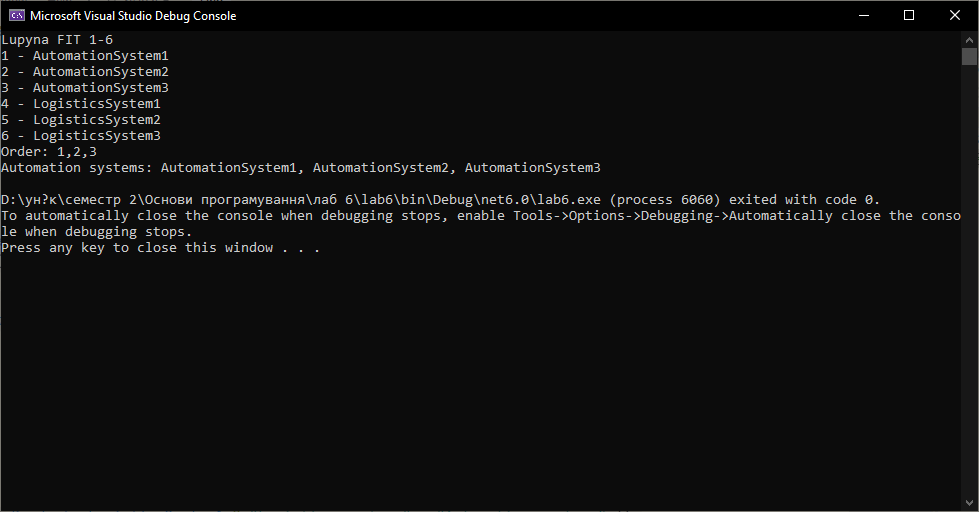 Microsoft Visual Studio Debug Console
Lupyna FIT 1-6
1 - AutomationSystem1
2 - AutomationSystem2
3 - AutomationSystem3
4 - LogisticsSystem1
5 - LogisticsSystem2
6 - LogisticsSystem3
Order: 1,2,3
Automation systems: AutomationSystem1, AutomationSystem2, AutomationSystem3
D:\ун?к\семестр 2\Основи програмування\лаб 6\lab6\bin\Debug\net6.0\lab6.exe (process 6060) exited with code 0.
To automatically close the console when debugging stops, enable Tools->Options->Debugging->Automatically close the conso
le when debugging stops.
Press any key to close this window . . .